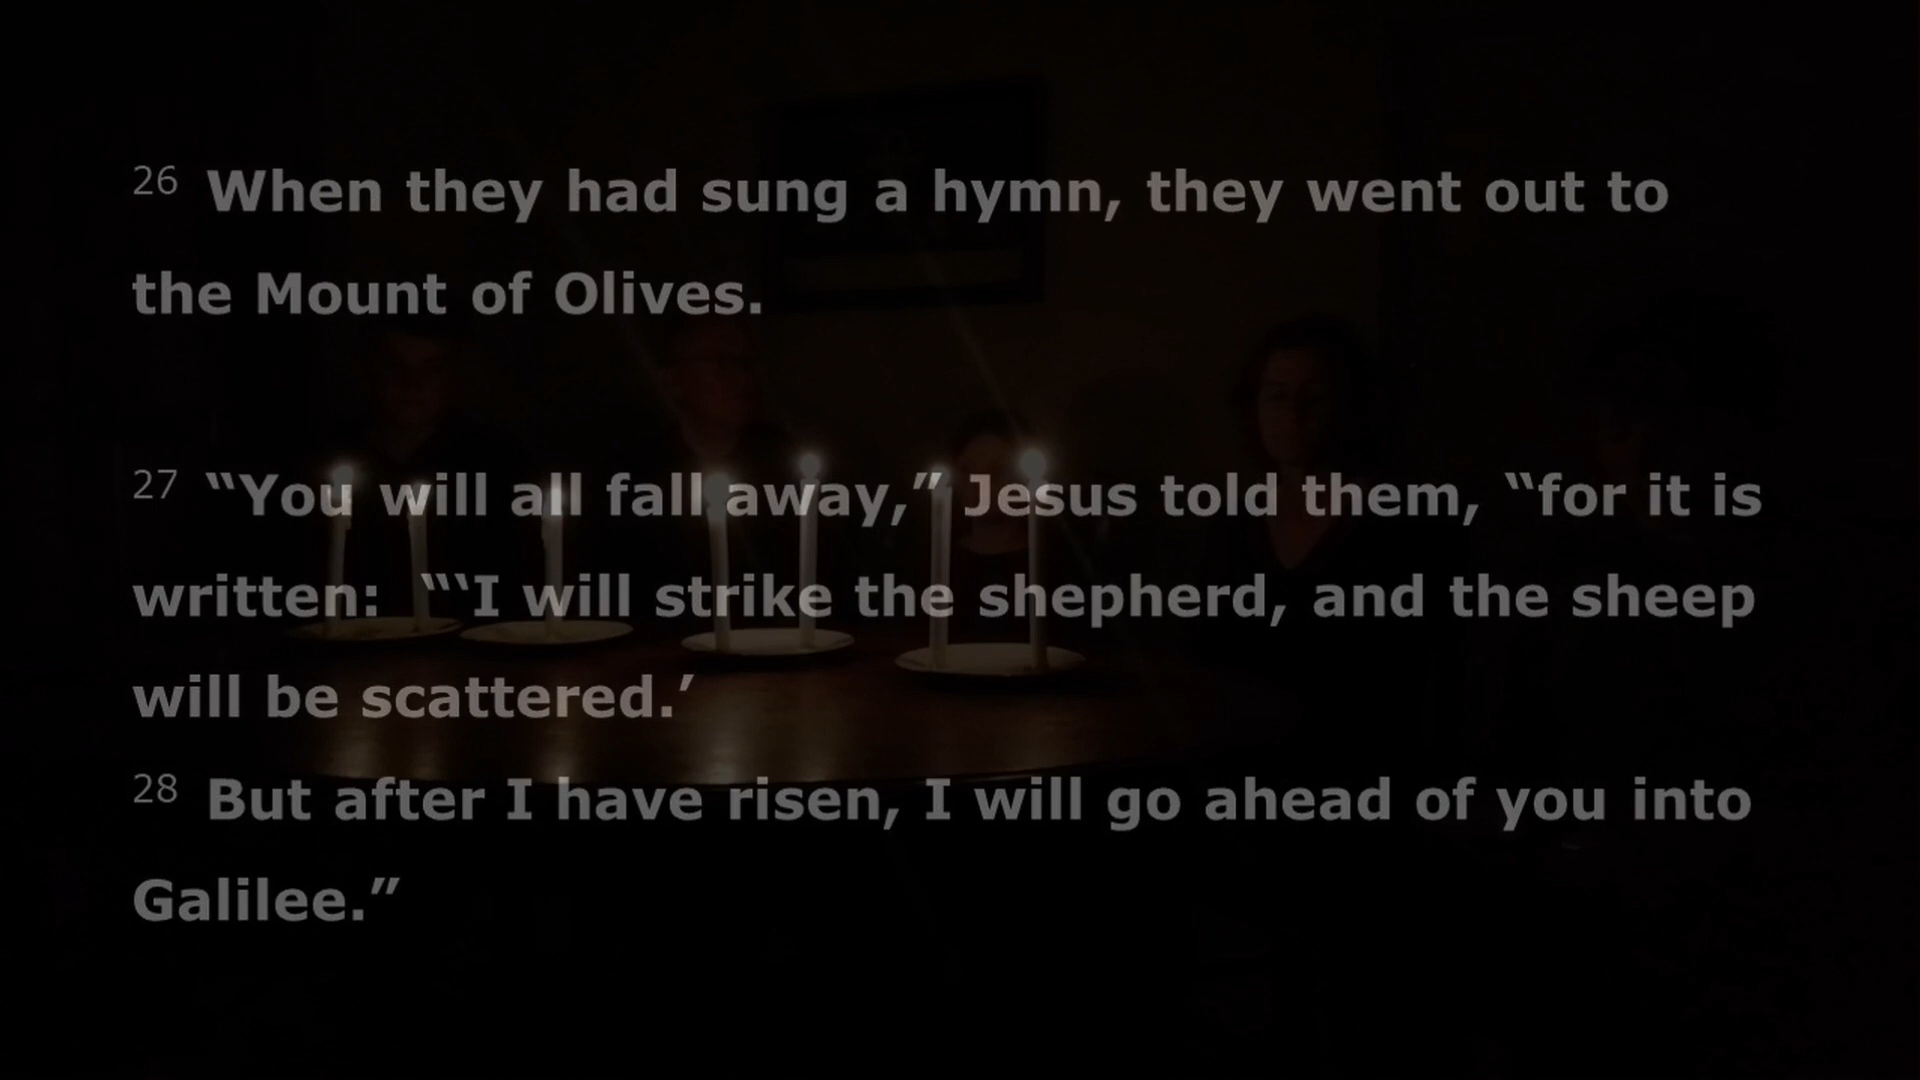 26 When they had sung a hymn, they went out to
the Mount of Olives.
27 “You will all fall away,” Jesus told them, “for it is
written: “‘I will strike the shepherd, and the sheep
will be scattered.’
28 But after I have risen, I will go ahead of you into
Galilee.”